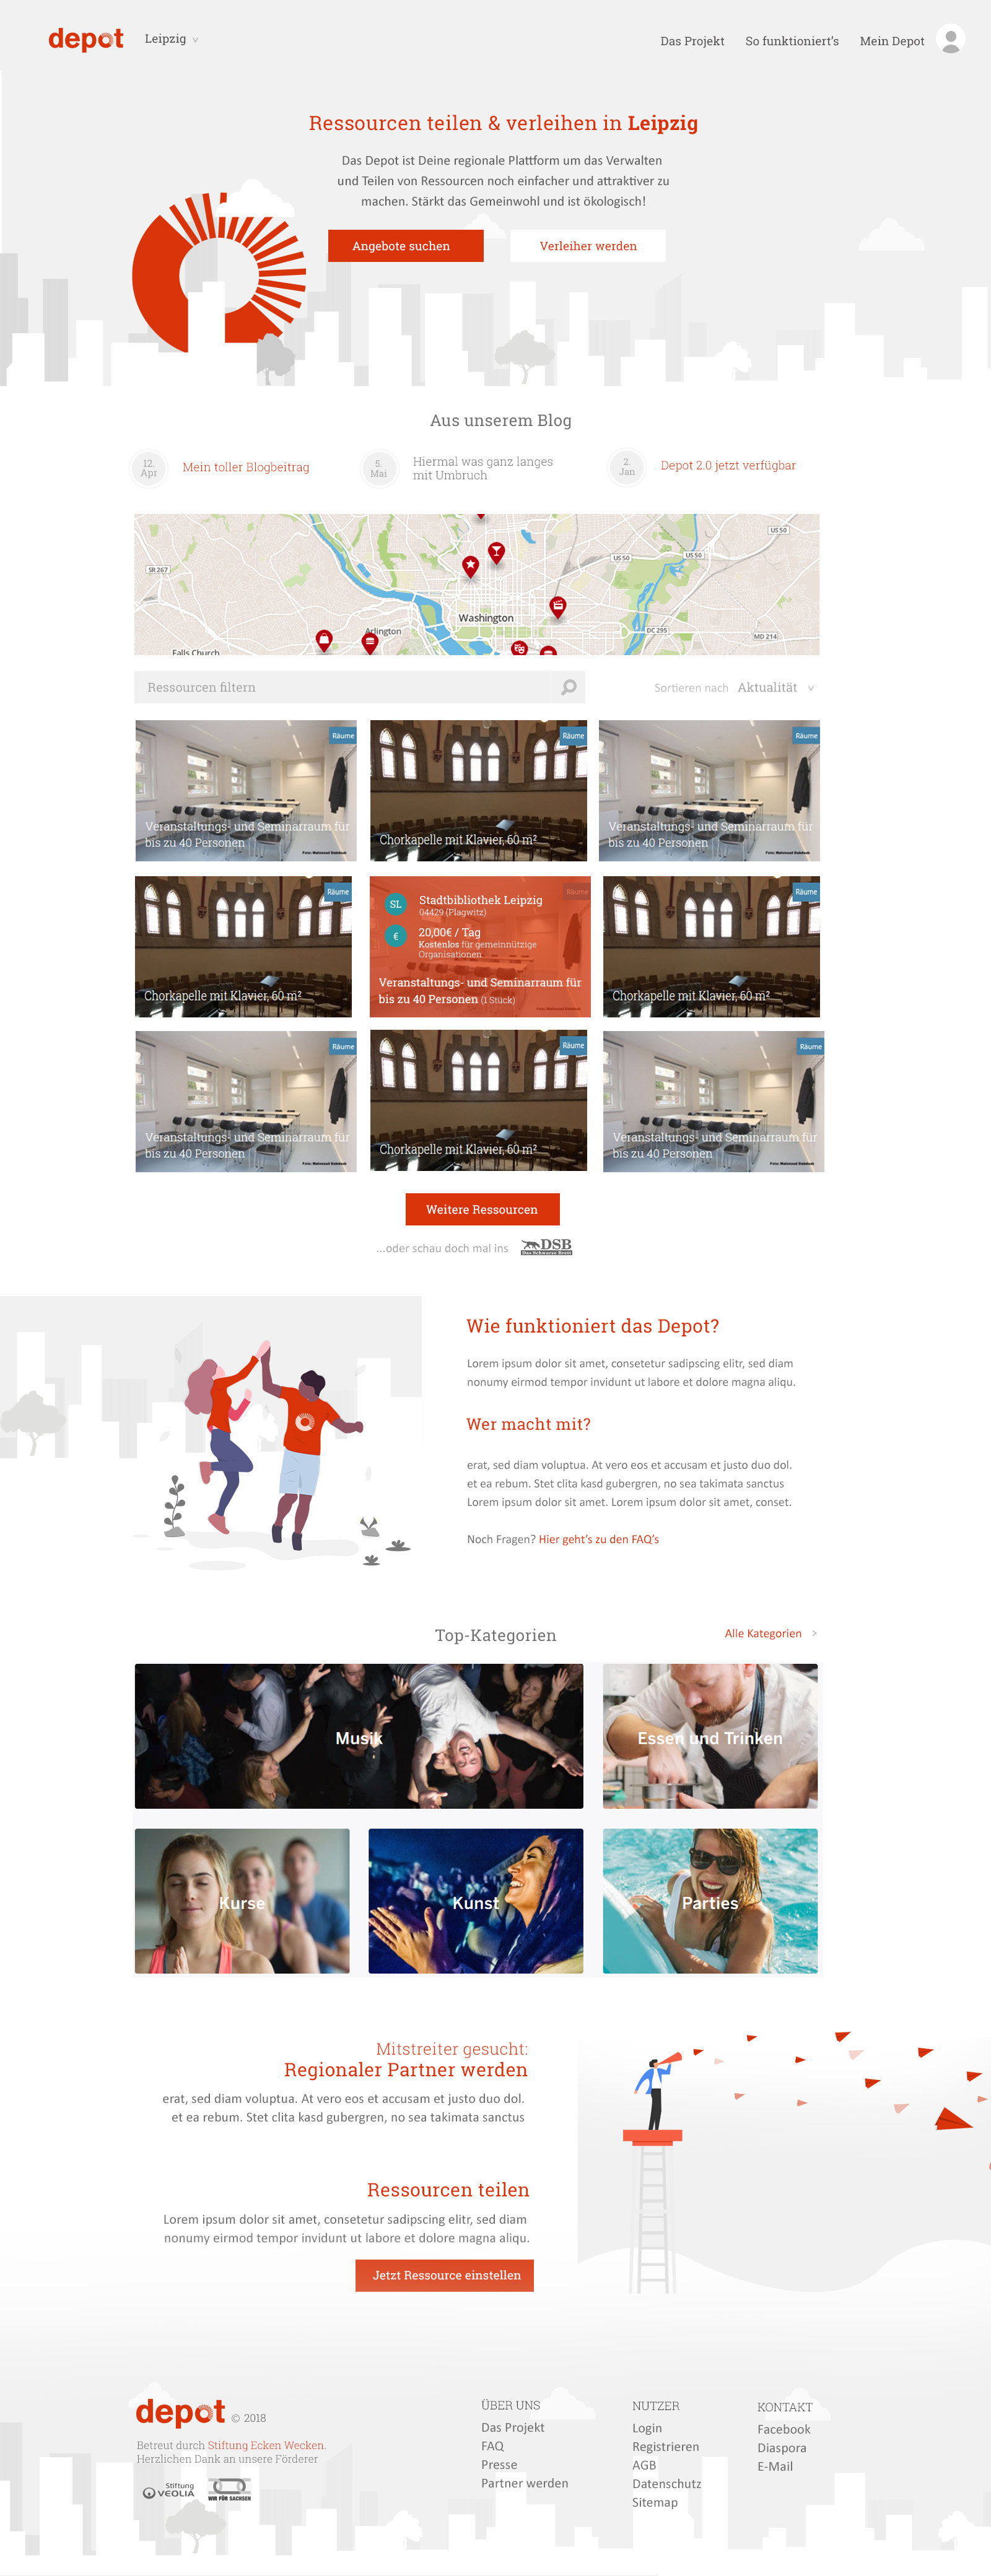 depot
Leipzig
Das Projekt
So funktioniert's
Mein Depot
Ressourcen teilen & verleihen in Leipzig
Das Depot ist Deine regionale Plattform um das Verwalten
und Teilen von Ressourcen noch einfacher und attraktiver zu
machen. Stärkt das Gemeinwohl und ist ökologisch!
Angebote suchen
Verleiher werden
Aus unserem Blog
12.
Apr
Mein toller Blogbeitrag
5.
Mai
Hiermal was ganz langes
mit Umbruch
2.
Jan
Depot 2.0 jetzt verfügbar
US 50
SR 267
US 50
US 50
Washington
Arlington
DC 295
MD 214
Falls Church
Ressourcen filtern
Sortieren nach Aktualität
Räume
Veranstaltungs- und Seminarraum für
bis zu 40 Personen
Foto: Mahmoud Dabdoub
Räume
Chorkapelle mit Klavier, 60 m²
Räume
Veranstaltungs- und Seminarraum für
bis zu 40 Personen
Foto: Mahmoud Dabdoub
Räume
Chorkapelle mit Klavier, 60 m²
Räume
SL
Stadtbibliothek Leipzig
04429 (Plagwitz)
€
20,00€ / Tag
Kostenlos für gemeinnützige
Organisationen
Veranstaltungs- und Seminarraum für
bis zu 40 Personen (1 Stück)
Foto: Mahmoud Dabdoub
Räume
Chorkapelle mit Klavier, 60 m²
Räume
Veranstaltungs- und Seminarraum für
bis zu 40 Personen
Foto: Mahmoud Dabdoub
Räume
Chorkapelle mit Klavier, 60 m²
Räume
Veranstaltungs- und Seminarraum für
bis zu 40 Personen
Foto: Mahmoud Dabdoub
Weitere Ressourcen
...oder schau doch mal ins
DSB
Das Schwarze Brett
Wie funktioniert das Depot?
Lorem ipsum dolor sit amet, consetetur sadipscing elitr, sed diam
nonumy eirmod tempor invidunt ut labore et dolore magna aliqu.
Wer macht mit?
erat, sed diam voluptua. At vero eos et accusam et justo duo dol.
et ea rebum. Stet clita kasd gubergren, no sea takimata sanctus
Lorem ipsum dolor sit amet. Lorem ipsum dolor sit amet, conset.
Noch Fragen? Hier geht's zu den FAQ's
Top-Kategorien
Alle Kategorien >
Musik
Essen und Trinken
Kurse
Kunst
Parties
Mitstreiter gesucht:
Regionaler Partner werden
erat, sed diam voluptua. At vero eos et accusam et justo duo dol.
et ea rebum. Stet clita kasd gubergren, no sea takimata sanctus
Ressourcen teilen
Lorem ipsum dolor sit amet, consetetur sadipscing elitr, sed diam
nonumy eirmod tempor invidunt ut labore et dolore magna aliqu.
Jetzt Ressource einstellen
depot © 2018
Betreut durch Stiftung Ecken Wecken.
Herzlichen Dank an unsere Förderer
Stiftung
VEOLIA
WIR FÜR SACHSEN
ÜBER UNS
Das Projekt
FAQ
Presse
Partner werden
NUTZER
Login
Registrieren
AGB
Datenschutz
Sitemap
KONTAKT
Facebook
Diaspora
E-Mail